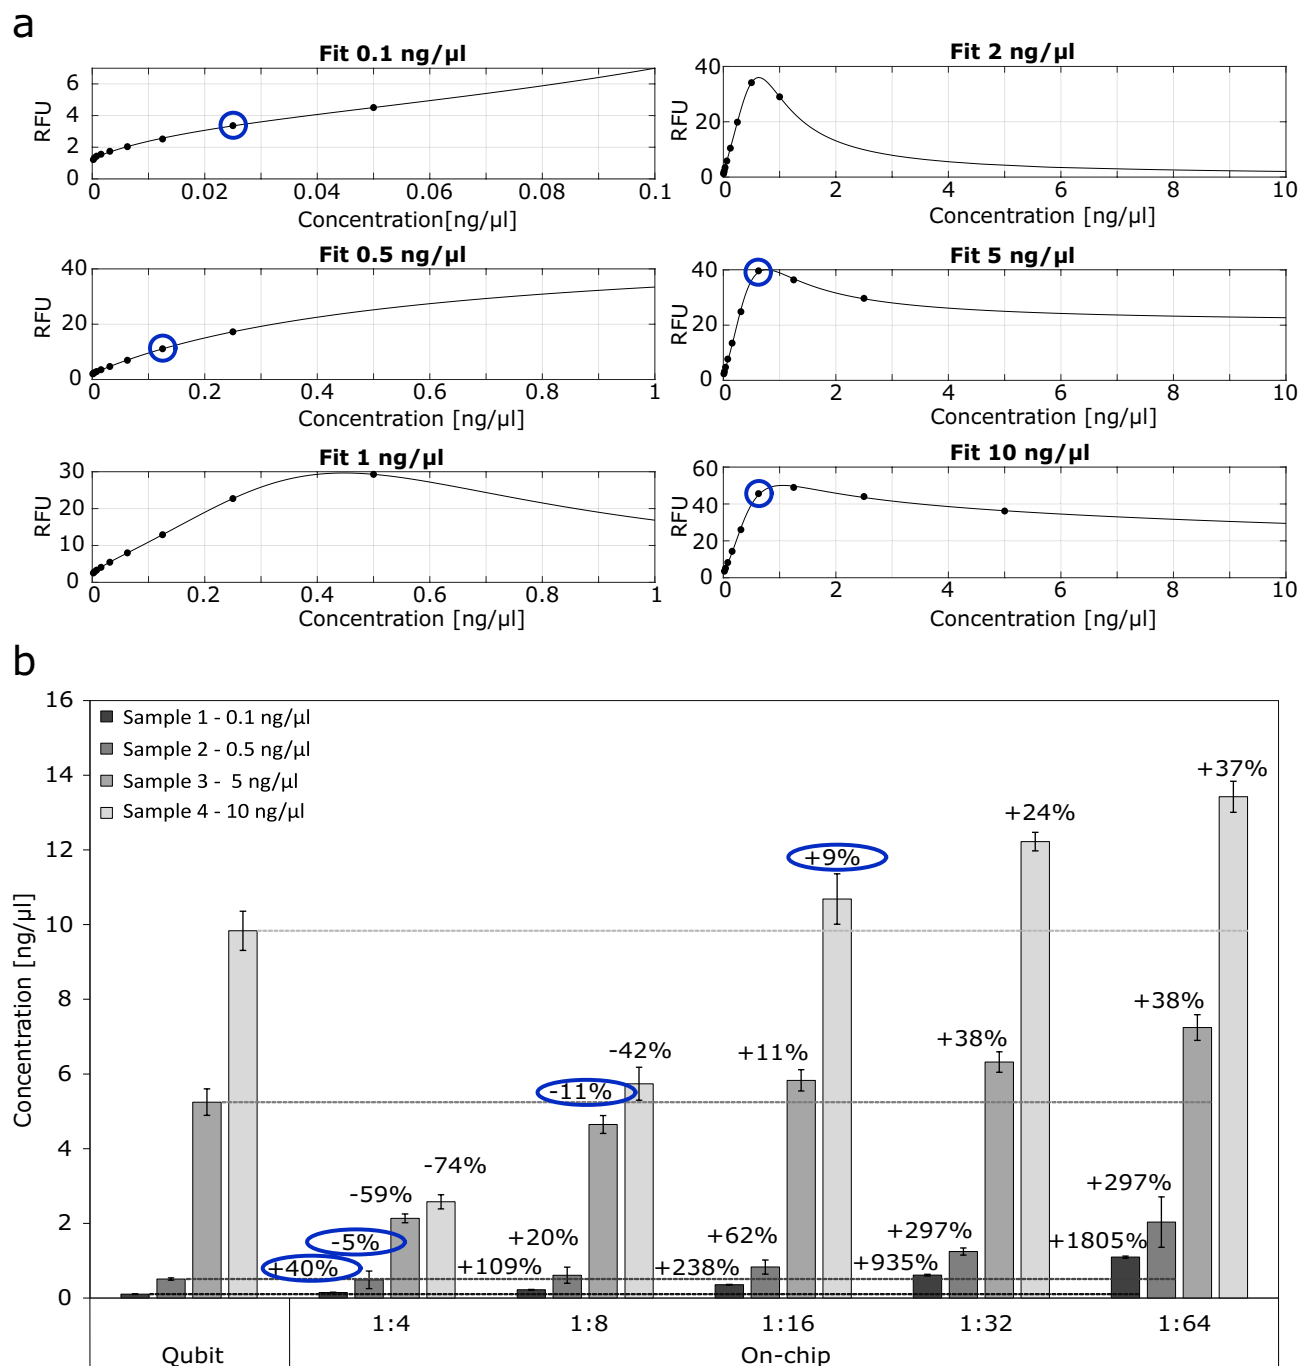 a
Fit 0.1 ng/µl
RFU
6
4
2
0
0 0.02 0.04 0.06 0.08 0.1
Concentration[ng/µl]
Fit 2 ng/µl
RFU
40
20
0
0 2 4 6 8 10
Concentration [ng/µl]
Fit 0.5 ng/µl
RFU
40
20
0
0 0.2 0.4 0.6 0.8 1
Concentration [ng/µl]
Fit 5 ng/µl
RFU
40
20
0
0 2 4 6 8 10
Concentration [ng/µl]
Fit 1 ng/µl
RFU
30
20
10
0
0 0.2 0.4 0.6 0.8 1
Concentration [ng/µl]
Fit 10 ng/µl
RFU
60
40
20
0
0 2 4 6 8 10
Concentration [ng/µl]
b
Concentration [ng/µl]
16
14
12
10
8
6
4
2
0
Sample 1 - 0.1 ng/µl
Sample 2 - 0.5 ng/µl
Sample 3 - 5 ng/µl
Sample 4 - 10 ng/µl
+40%
-5%
-59%
-74%
+109%
+20%
-11%
-42%
+238%
+62%
+11%
+9%
+935%
+297%
+38%
+24%
+1805%
+297%
+38%
+37%
1:4 1:8 1:16 1:32 1:64
Qubit On-chip